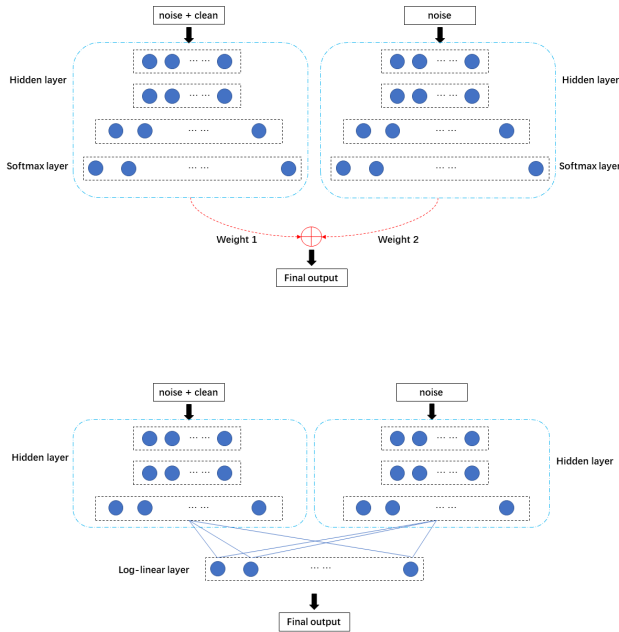 noise + clean
noise
Hidden layer
Hidden layer
... ...
... ...
... ...
... ...
... ...
... ...
Softmax layer
... ...
... ...
Softmax layer
Weight 1
Weight 2
Final output
noise + clean
noise
Hidden layer
Hidden layer
... ...
... ...
... ...
... ...
... ...
... ...
Log-linear layer
... ...
Final output